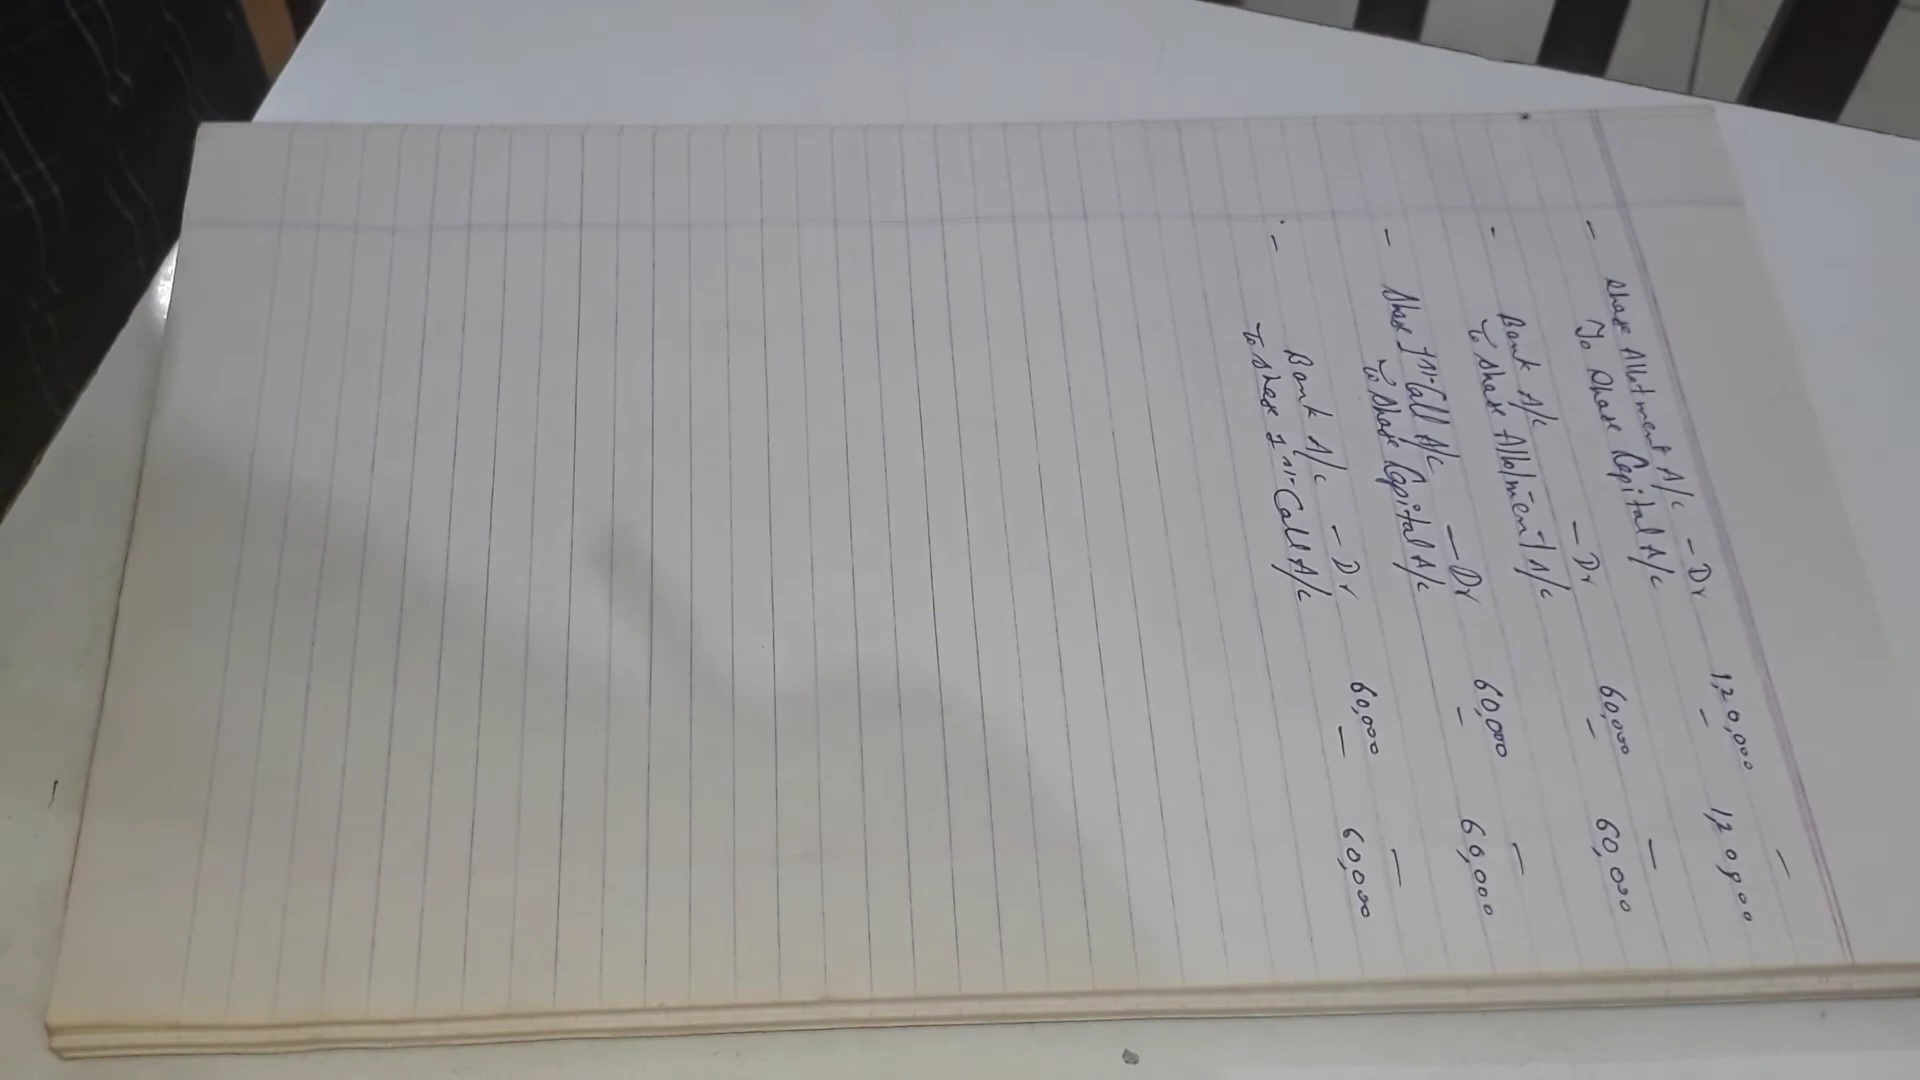 - Share Allotment A/c - Dr 1,20,000 -
To Share Capital A/c - 1,20,000
- Bank A/c - Dr 60,000 -
To Share Allotment A/c - 60,000
- Share 1st Call A/c - Dr 60,000 -
To Share Capital A/c - 60,000
- Bank A/c - Dr 60,000 -
To Share 1st Call A/c - 60,000